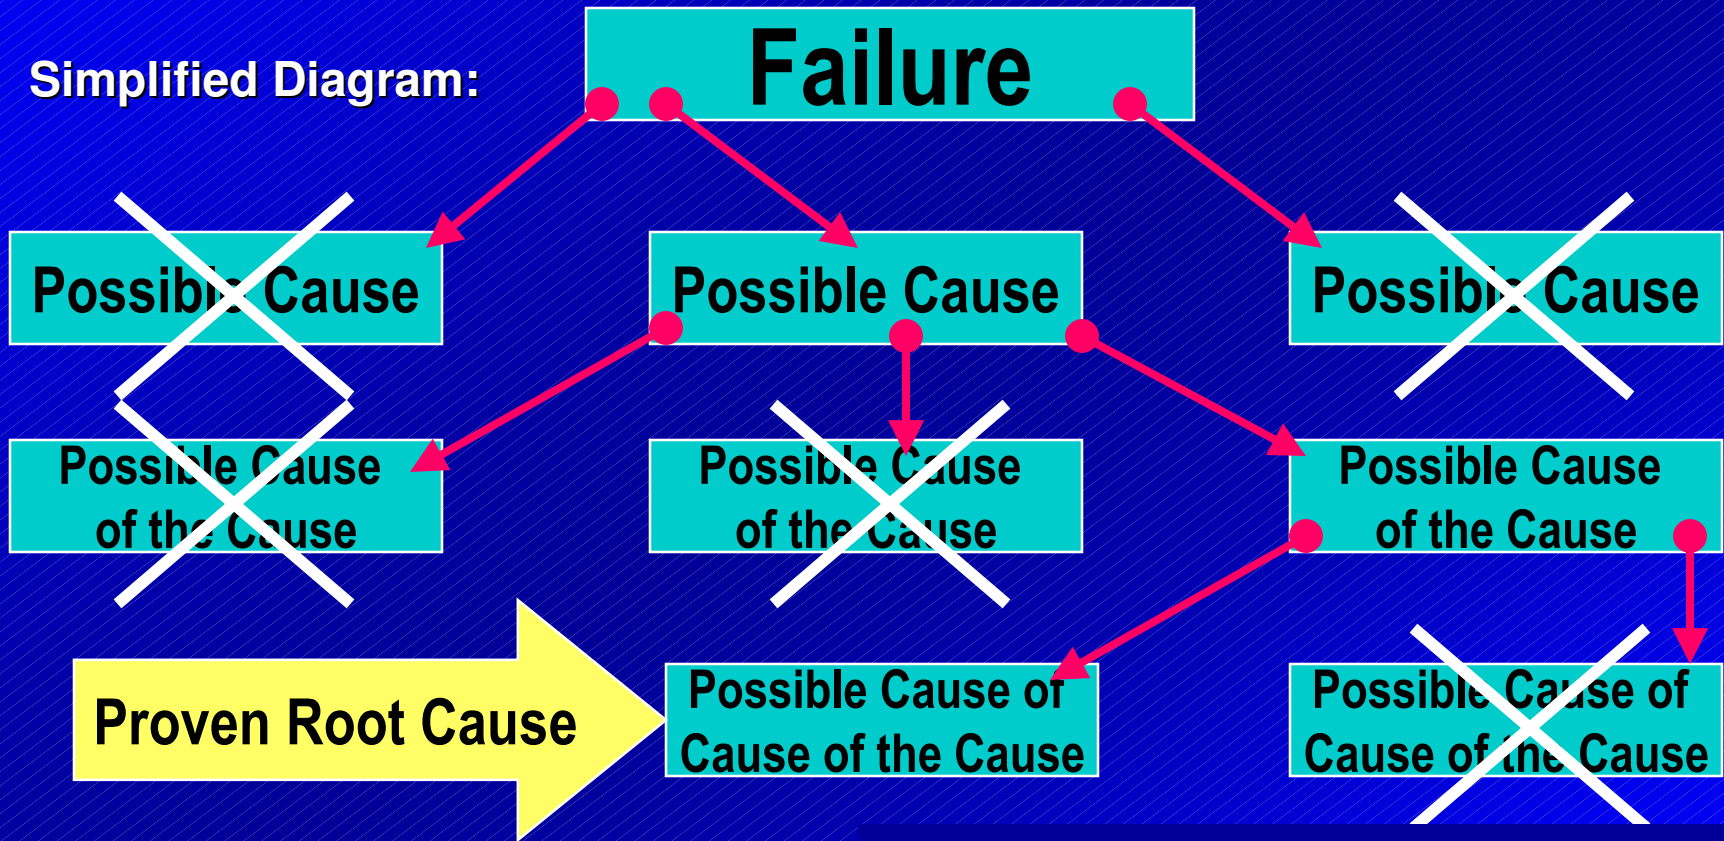 Simplified Diagram:
Failure
Possible Cause
Possible Cause
Possible Cause
Possible Cause
of the Cause
Possible Cause
of the Cause
Possible Cause
of the Cause
Proven Root Cause
Possible Cause of
Cause of the Cause
Possible Cause of
Cause of the Cause